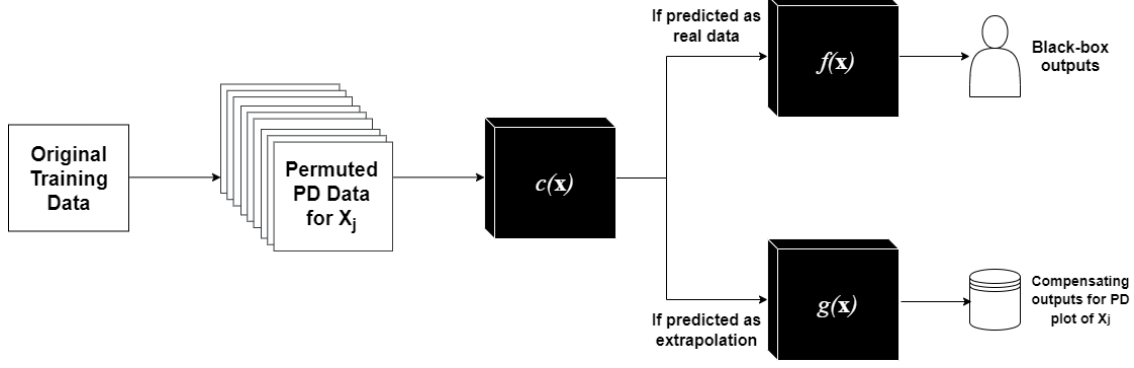 Original
Training
Data
Permuted
PD Data
for Xj
c(x)
If predicted as
real data
f(x)
Black-box
outputs
If predicted as
extrapolation
g(x)
Compensating
outputs for PD
plot of Xj